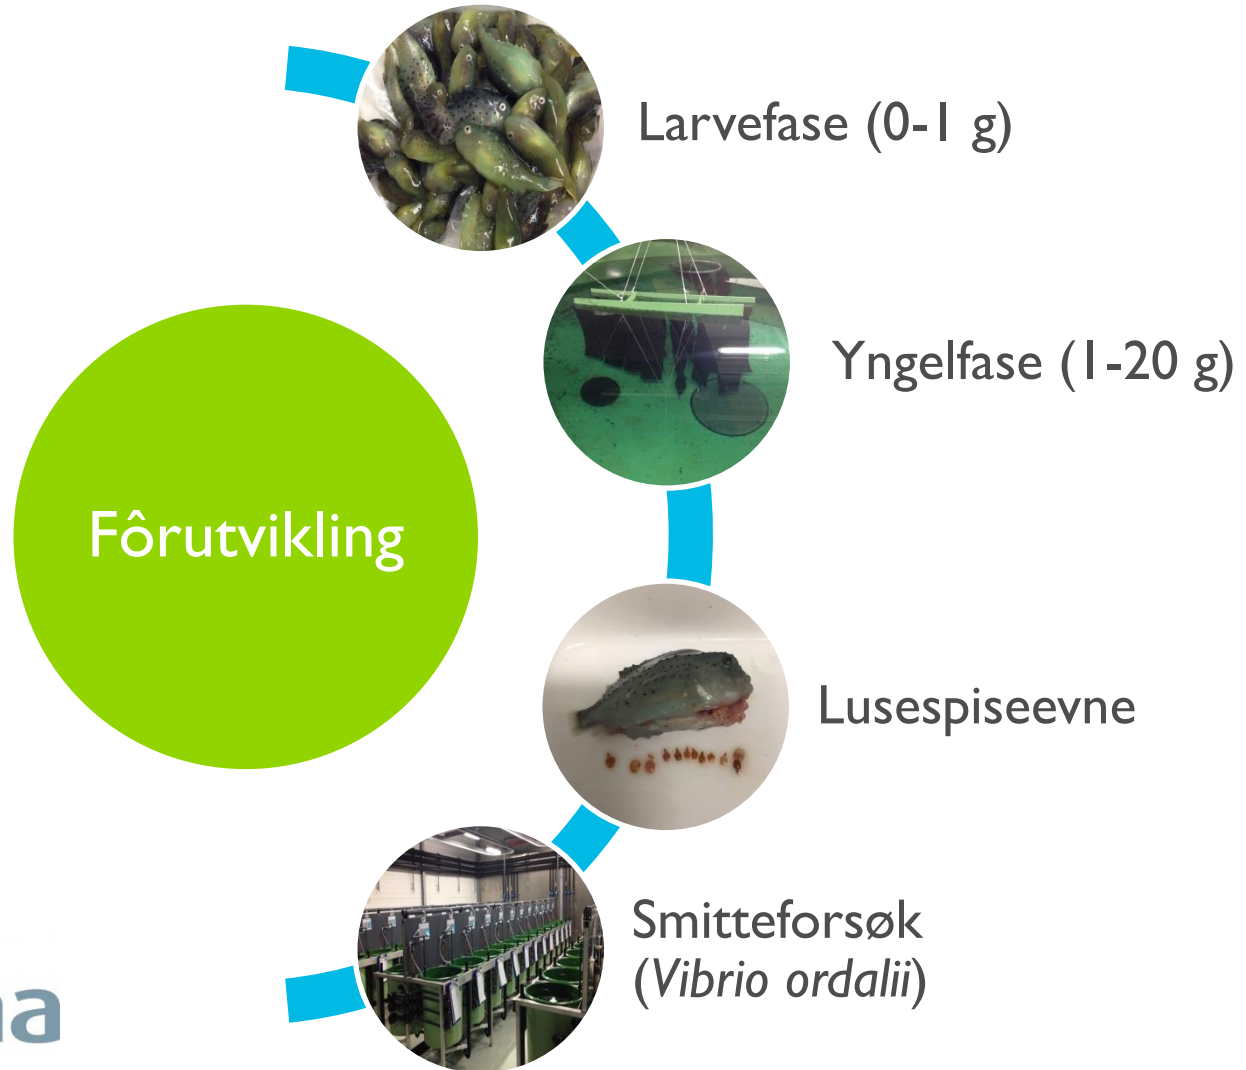 Larvefase (0-1 g)
Yngelfase (1-20 g)
Fôrutvikling
Lusespiseevne
Smitteforsøk
(Vibrio ordalii)